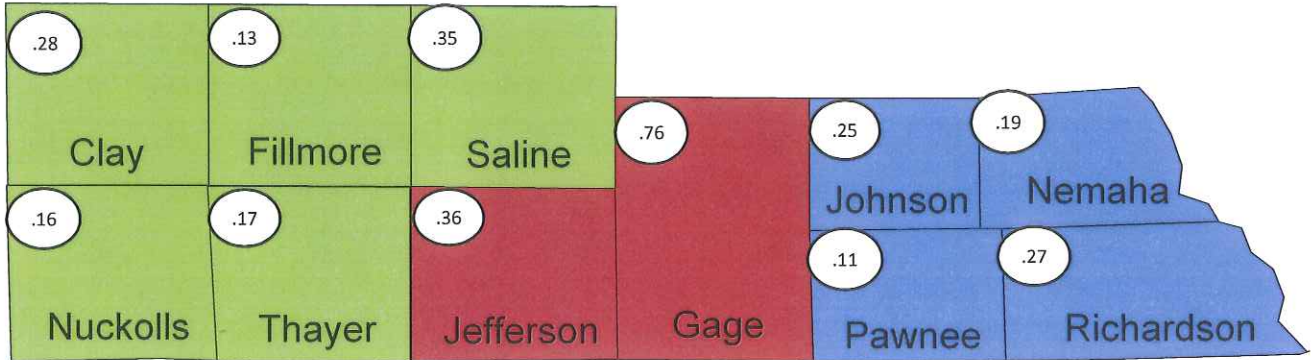 .28
Clay
.13
Fillmore
.35
Saline
.76
Gage
.25
Johnson
.19
Nemaha
.16
Nuckolls
.17
Thayer
.36
Jefferson
.11
Pawnee
.27
Richardson